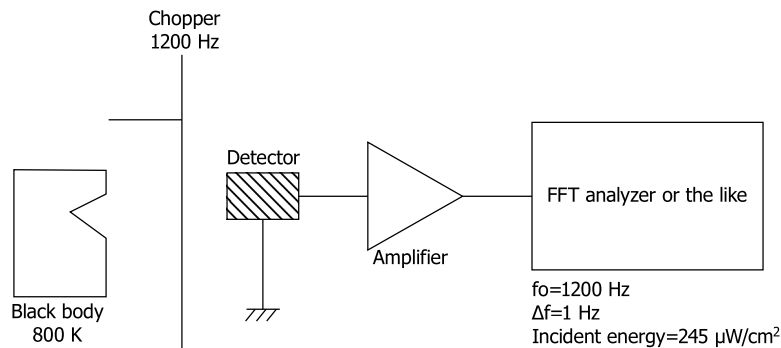 Chopper
1200 Hz
Detector
FFT analyzer or the like
Amplifier
Black body
800 K
fo=1200 Hz
Δf=1 Hz
Incident energy=245 μW/cm²